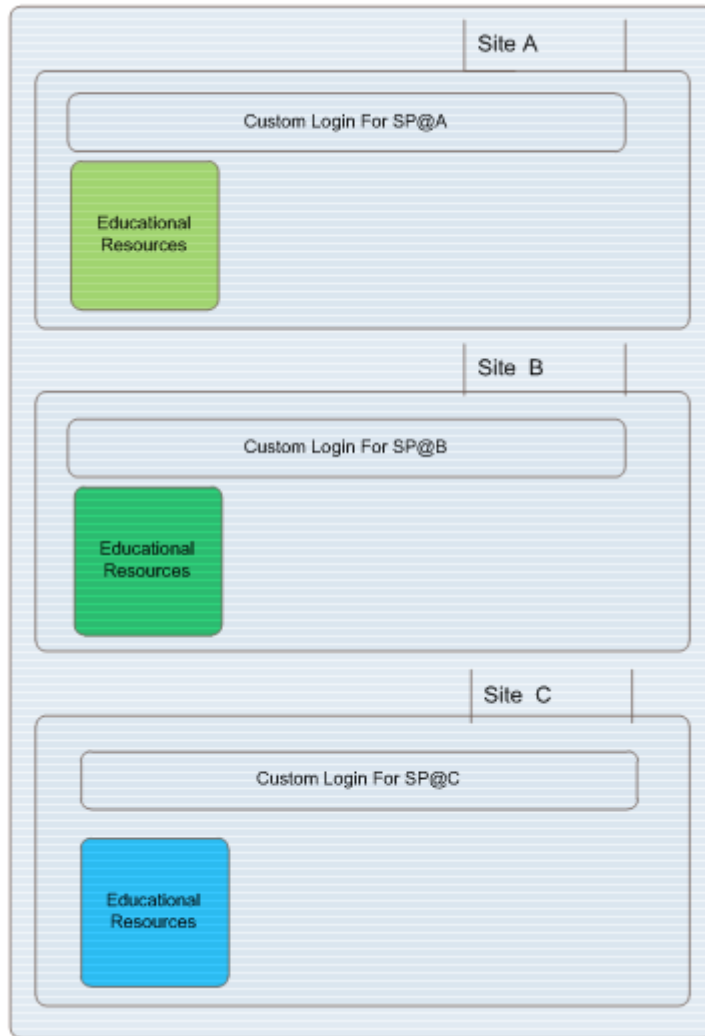 Site A
Custom Login For SP@A
Educational
Resources
Site B
Custom Login For SP@B
Educational
Resources
Site C
Custom Login For SP@C
Educational
Resources